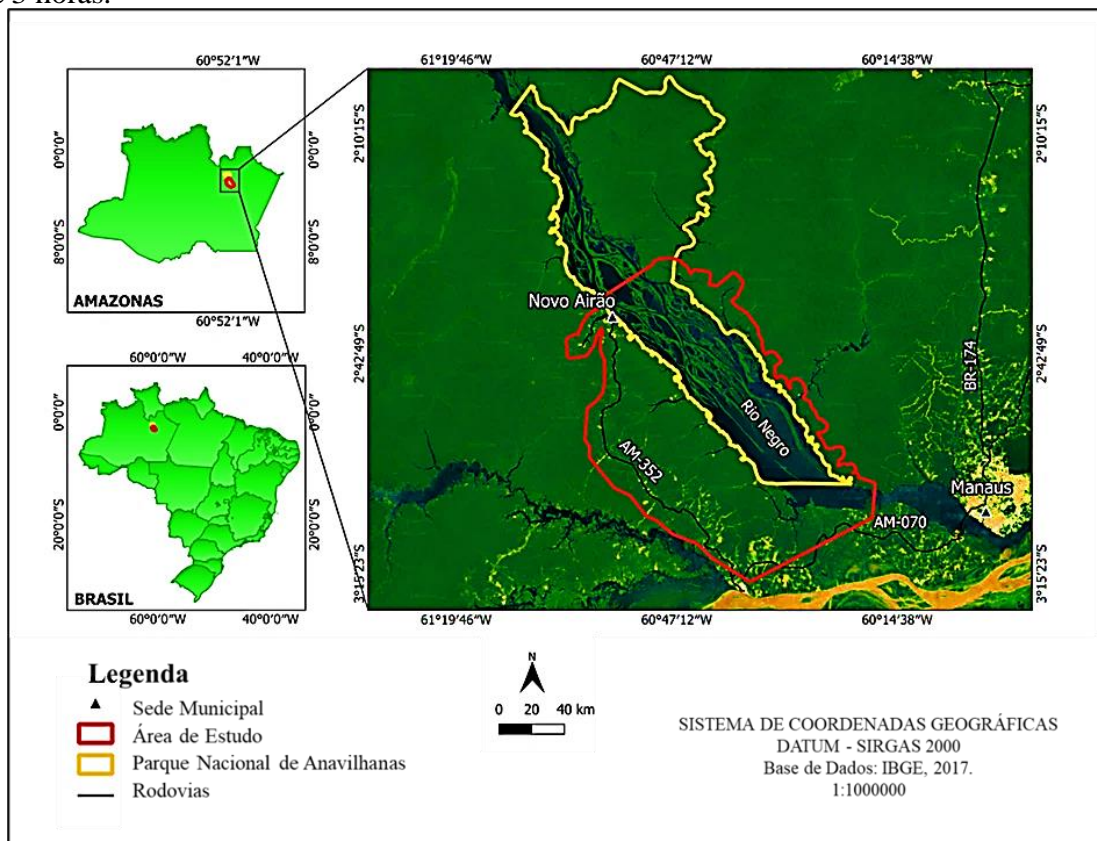 3 horas.
60°52'1"W
0°0'0"
0°0'0"
8°0'0"S
8°0'0"S
AMAZONAS
60°52'1"W
60°0'0"W
40°0'0"W
0°0'0"
0°0'0"
20°0'0"S
20°0'0"S
BRASIL
60°0'0"W
40°0'0"W
61°19'46"W
60°47'12"W
60°14'38"W
2°10'15"S
2°10'15"S
Novo Airão
2°42'49"S
2°42'49"S
BR-174
Rio Negro
AM-352
Manaus
AM-070
3°15'23"S
3°15'23"S
61°19'46"W
60°47'12"W
60°14'38"W
Legenda
Sede Municipal
Área de Estudo
Parque Nacional de Anavilhanas
Rodovias
N
0 20 40 km
SISTEMA DE COORDENADAS GEOGRÁFICAS
DATUM - SIRGAS 2000
Base de Dados: IBGE, 2017.
1:1000000